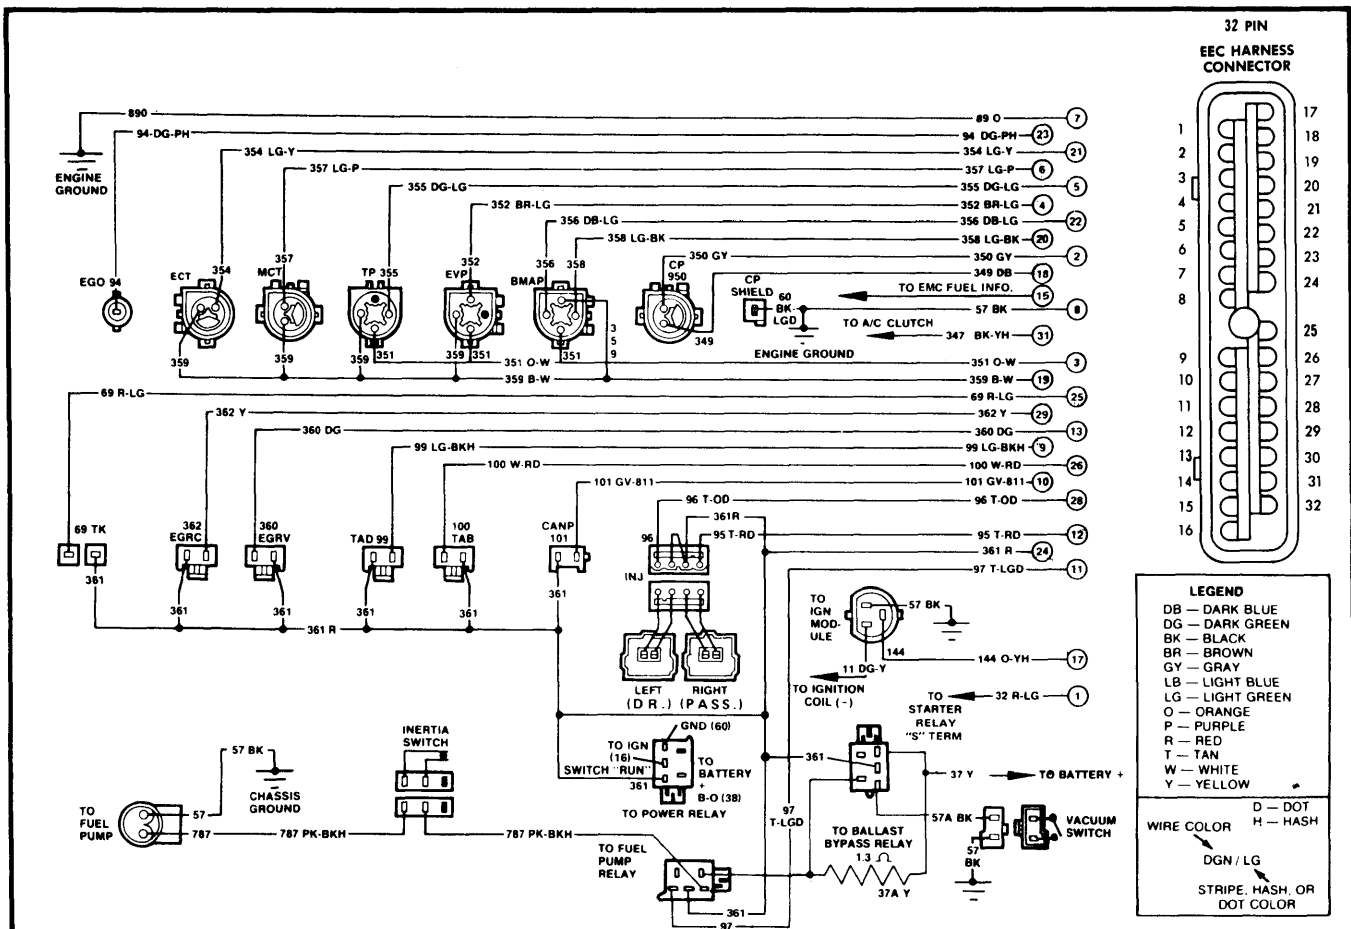 32 PIN
EEC HARNESS
CONNECTOR
890
89 O
7
94-DG-PH
94 DG-PH
23
354 LG-Y
354 LG-Y
21
ENGINE
GROUND
357 LG-P
357 LG-P
6
355 DG-LG
355 DG-LG
5
352 BR-LG
352 BR-LG
4
356 DB-LG
356 DB-LG
22
358 LG-BK
358 LG-BK
20
350 GY
350 GY
2
349 DB
18
TO EMC FUEL INFO.
15
57 BK
8
TO A/C CLUTCH
347 BK-YH
31
EGO 94
ECT
354
MCT
357
TP
355
EVP
352
BMAP
356
358
CP
950
CP
SHIELD
60
BK
LGD
ENGINE GROUND
349
359
359
359
351
359
351
351
3
5
9
351 O-W
351 O-W
3
359 B-W
359 B-W
19
69 R-LG
69 R-LG
25
362 Y
362 Y
29
360 DG
360 DG
13
99 LG-BKH
99 LG-BKH
9
100 W-RD
100 W-RD
26
101 GV-811
101 GV-811
10
96 T-OD
96 T-OD
28
361R
95 T-RD
95 T-RD
12
361 R
24
97 T-LGD
11
69 TK
362
EGRC
360
EGRV
TAD 99
100
TAB
CANP
101
96
INJ
361
361
361
361
361
361
361 R
LEFT
(DR.)
RIGHT
(PASS.)
TO
IGN
MOD-
ULE
57 BK
144
144 O-YH
17
11 DG-Y
TO IGNITION
COIL (-)
TO
STARTER
RELAY
"S" TERM
32 R-LG
1
INERTIA
SWITCH
GND (60)
TO IGN
(16)
SWITCH "RUN"
361
TO
BATTERY
+
B-O (38)
TO POWER RELAY
361
37 Y
TO BATTERY +
57 BK
CHASSIS
GROUND
TO
FUEL
PUMP
57
787
787 PK-BKH
787 PK-BKH
TO FUEL
PUMP
RELAY
97
T-LGD
TO BALLAST
BYPASS RELAY
1.3 Ω
37A Y
57A BK
VACUUM
SWITCH
57
BK
361
97
1
2
3
4
5
6
7
8
9
10
11
12
13
14
15
16
17
18
19
20
21
22
23
24
25
26
27
28
29
30
31
32
LEGEND
DB — DARK BLUE
DG — DARK GREEN
BK — BLACK
BR — BROWN
GY — GRAY
LB — LIGHT BLUE
LG — LIGHT GREEN
O — ORANGE
P — PURPLE
R — RED
T — TAN
W — WHITE
Y — YELLOW
D — DOT
H — HASH
WIRE COLOR
DGN / LG
STRIPE, HASH, OR
DOT COLOR